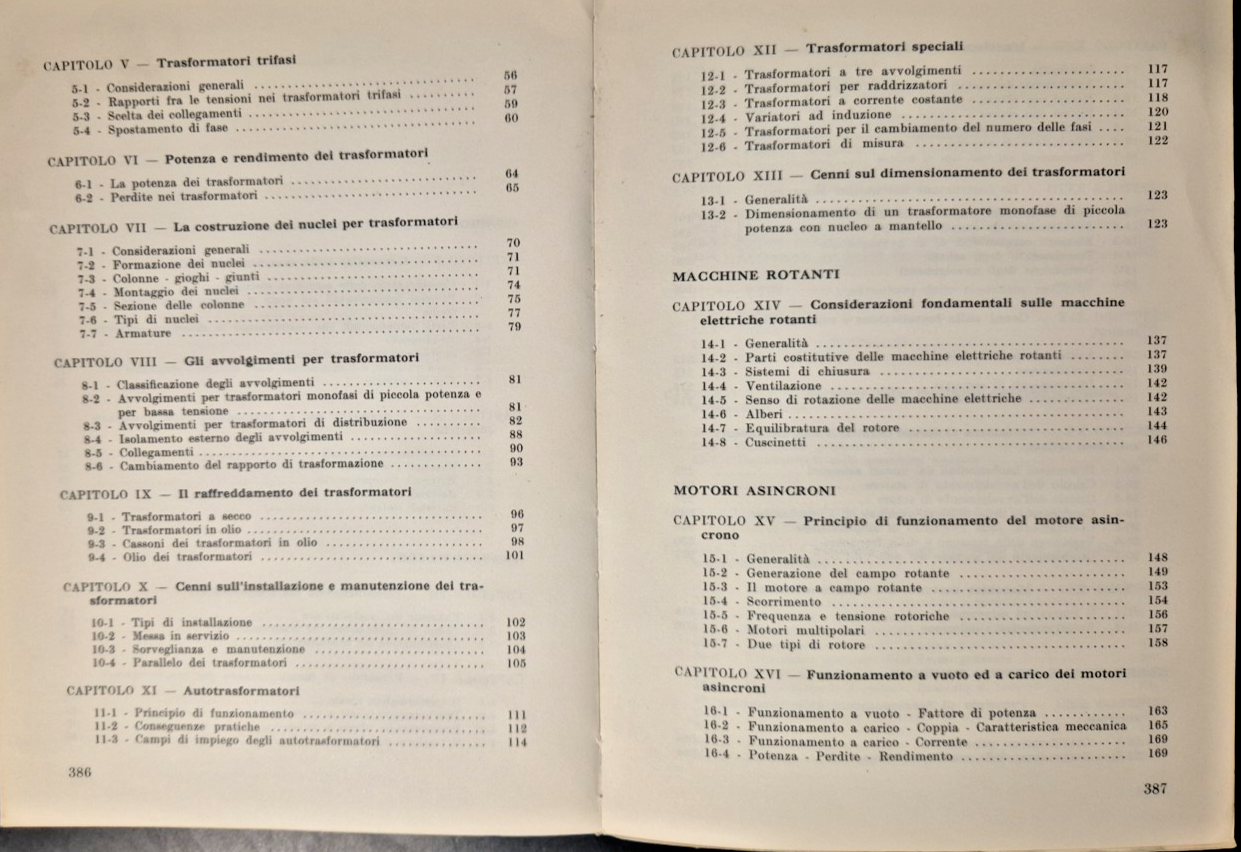 CAPITOLO V — Trasformatori trifasi
5-1 - Considerazioni generali ........ 56
5-2 - Rapporti fra le tensioni nei trasformatori trifasi ........ 57
5-3 - Scelta dei collegamenti ........ 59
5-4 - Spostamento di fase ........ 60
CAPITOLO VI — Potenza e rendimento dei trasformatori
6-1 - La potenza dei trasformatori ........ 64
6-2 - Perdite nei trasformatori ........ 65
CAPITOLO VII — La costruzione dei nuclei per trasformatori
7-1 - Considerazioni generali ........ 70
7-2 - Formazione dei nuclei ........ 71
7-3 - Colonne - gioghi - giunti ........ 71
7-4 - Montaggio dei nuclei ........ 74
7-5 - Sezione delle colonne ........ 75
7-6 - Tipi di nuclei ........ 77
7-7 - Armature ........ 79
CAPITOLO VIII — Gli avvolgimenti per trasformatori
8-1 - Classificazione degli avvolgimenti ........ 81
8-2 - Avvolgimenti per trasformatori monofasi di piccola potenza e
per bassa tensione ........ 81
8-3 - Avvolgimenti per trasformatori di distribuzione ........ 82
8-4 - Isolamento esterno degli avvolgimenti ........ 88
8-5 - Collegamenti ........ 90
8-6 - Cambiamento del rapporto di trasformazione ........ 93
CAPITOLO IX — Il raffreddamento dei trasformatori
9-1 - Trasformatori a secco ........ 96
9-2 - Trasformatori in olio ........ 97
9-3 - Cassoni dei trasformatori in olio ........ 98
9-4 - Olio dei trasformatori ........ 101
CAPITOLO X — Cenni sull'installazione e manutenzione dei tra-
sformatori
10-1 - Tipi di installazione ........ 102
10-2 - Messa in servizio ........ 103
10-3 - Sorveglianza e manutenzione ........ 104
10-4 - Parallelo dei trasformatori ........ 105
CAPITOLO XI — Autotrasformatori
11-1 - Principio di funzionamento ........ 111
11-2 - Conseguenze pratiche ........ 112
11-3 - Campi di impiego degli autotrasformatori ........ 114
386
CAPITOLO XII — Trasformatori speciali
12-1 - Trasformatori a tre avvolgimenti ........ 117
12-2 - Trasformatori per raddrizzatori ........ 117
12-3 - Trasformatori a corrente costante ........ 118
12-4 - Variatori ad induzione ........ 120
12-5 - Trasformatori per il cambiamento del numero delle fasi .... 121
12-6 - Trasformatori di misura ........ 122
CAPITOLO XIII — Cenni sul dimensionamento dei trasformatori
13-1 - Generalità ........ 123
13-2 - Dimensionamento di un trasformatore monofase di piccola
potenza con nucleo a mantello ........ 123
MACCHINE ROTANTI
CAPITOLO XIV — Considerazioni fondamentali sulle macchine
elettriche rotanti
14-1 - Generalità ........ 137
14-2 - Parti costitutive delle macchine elettriche rotanti ........ 137
14-3 - Sistemi di chiusura ........ 139
14-4 - Ventilazione ........ 142
14-5 - Senso di rotazione delle macchine elettriche ........ 142
14-6 - Alberi ........ 143
14-7 - Equilibratura del rotore ........ 144
14-8 - Cuscinetti ........ 146
MOTORI ASINCRONI
CAPITOLO XV — Principio di funzionamento del motore asin-
crono
15-1 - Generalità ........ 148
15-2 - Generazione del campo rotante ........ 149
15-3 - Il motore a campo rotante ........ 153
15-4 - Scorrimento ........ 154
15-5 - Frequenza e tensione rotoriche ........ 156
15-6 - Motori multipolari ........ 157
15-7 - Due tipi di rotore ........ 158
CAPITOLO XVI — Funzionamento a vuoto ed a carico dei motori
asincroni
16-1 - Funzionamento a vuoto - Fattore di potenza ........ 163
16-2 - Funzionamento a carico - Coppia - Caratteristica meccanica 165
16-3 - Funzionamento a carico - Corrente ........ 169
16-4 - Potenza - Perdite - Rendimento ........ 169
387